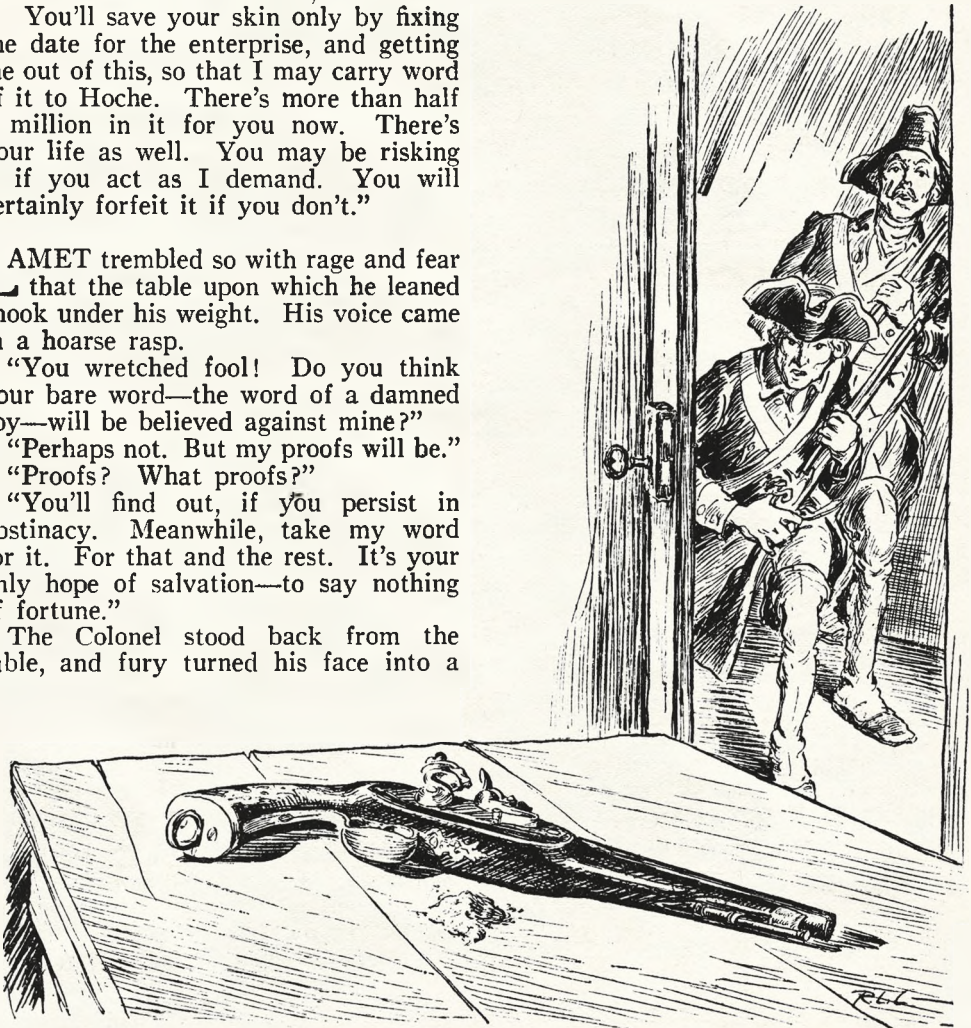 You'll save your skin only by fixing
ne date for the enterprise, and getting
ne out of this, so that I may carry word
f it to Hoche. There's more than half
million in it for you now. There's
our life as well. You may be risking
if you act as I demand. You will
ertainly forfeit it if you don't.”
LAMET trembled so with rage and fear
that the table upon which he leaned
hook under his weight. His voice came
n a hoarse rasp.
“You wretched fool! Do you think
our bare word—the word of a damned
py—will be believed against mine?”
“Perhaps not. But my proofs will be.”
“Proofs? What proofs?”
“You'll find out, if you persist in
bstinacy. Meanwhile, take my word
or it. For that and the rest. It's your
nly hope of salvation—to say nothing
f fortune.”
The Colonel stood back from the
able, and fury turned his face into a
R.L.L.